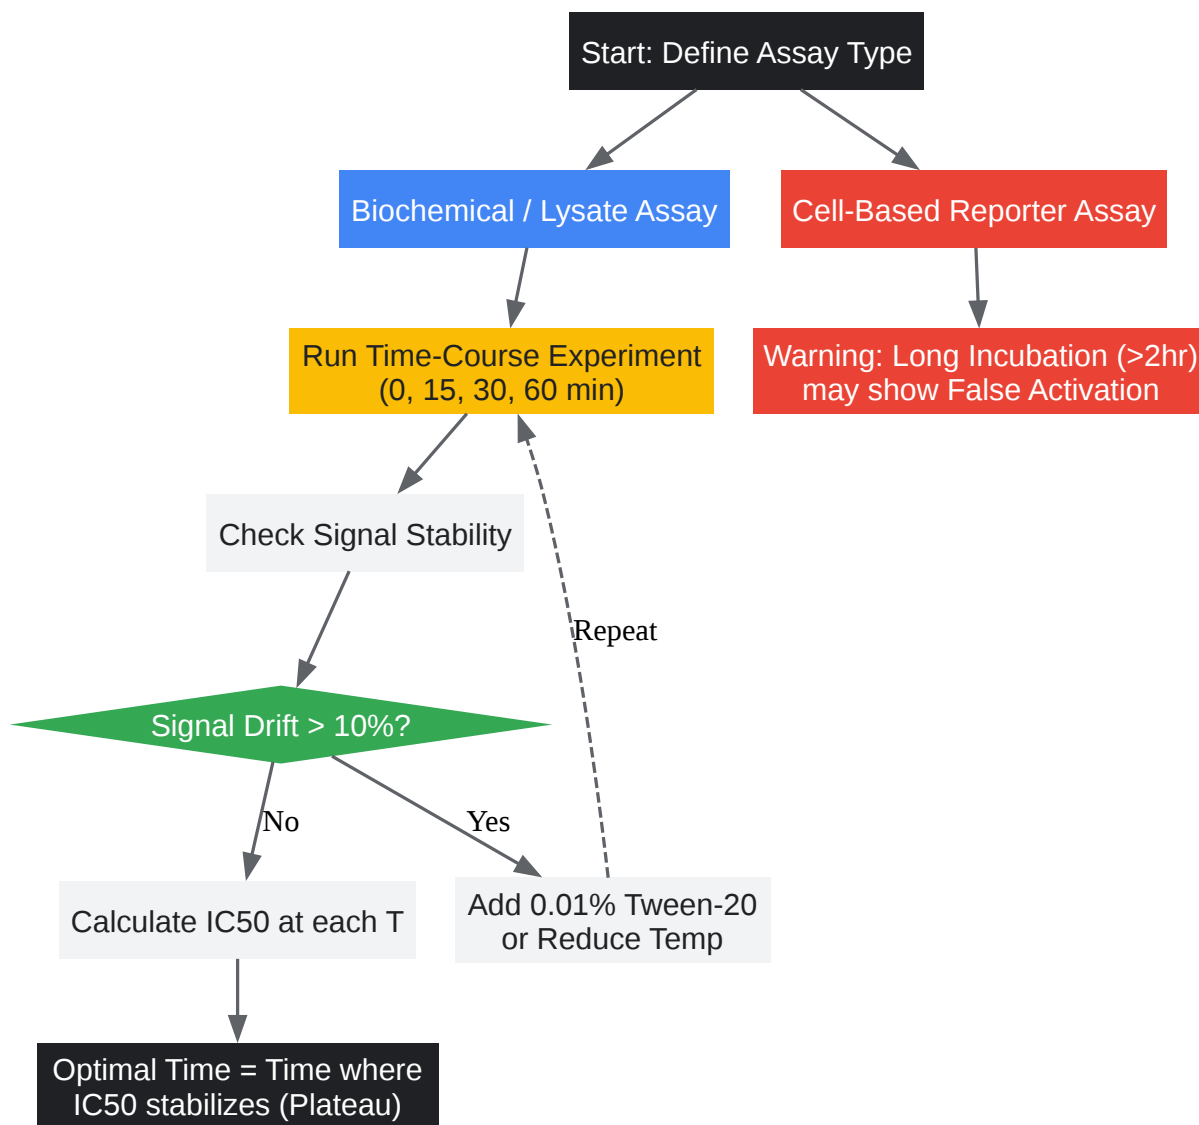 Start: Define Assay Type
Biochemical / Lysate Assay
Cell-Based Reporter Assay
Run Time-Course Experiment
(0, 15, 30, 60 min)
Warning: Long Incubation (>2hr)
may show False Activation
Check Signal Stability
Repeat
Signal Drift > 10%?
No
Yes
Calculate IC50 at each T
Add 0.01% Tween-20
or Reduce Temp
Optimal Time = Time where
IC50 stabilizes (Plateau)